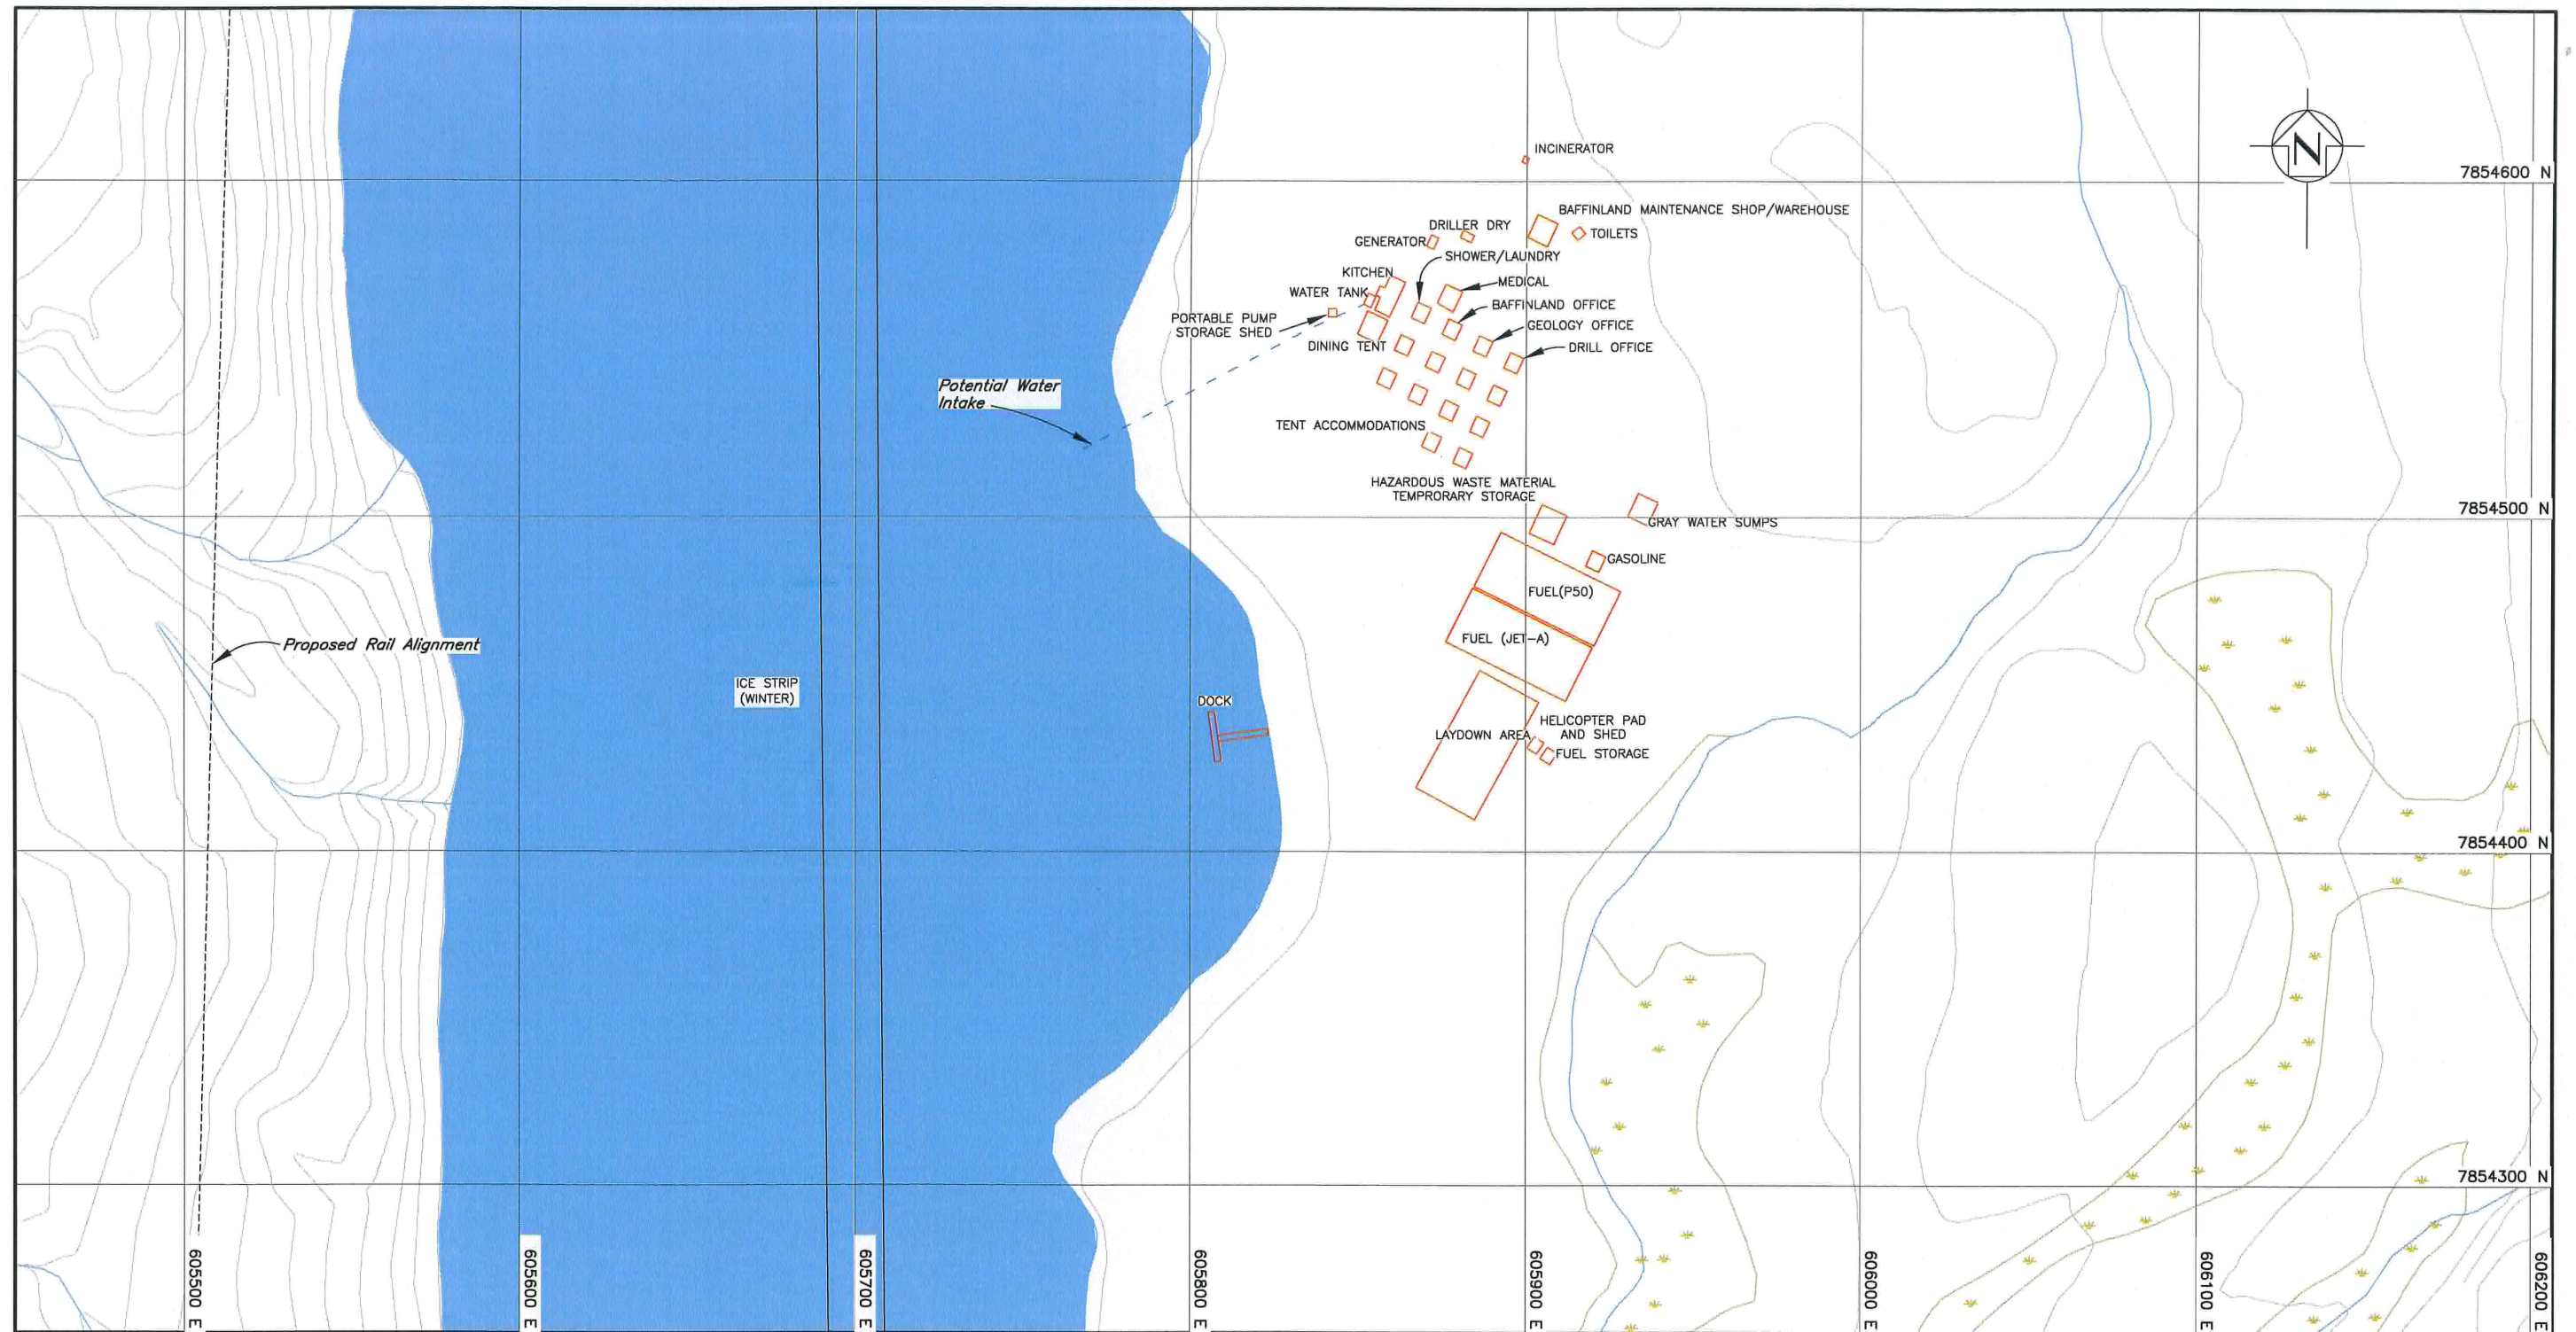 N
INCINERATOR
7854600 N
BAFFINLAND MAINTENANCE SHOP/WAREHOUSE
DRILLER DRY
TOILETS
GENERATOR
SHOWER/LAUNDRY
KITCHEN
MEDICAL
WATER TANK
BAFFINLAND OFFICE
PORTABLE PUMP
STORAGE SHED
GEOLOGY OFFICE
DINING TENT
DRILL OFFICE
Potential Water
Intake
TENT ACCOMMODATIONS
HAZARDOUS WASTE MATERIAL
TEMPRORARY STORAGE
7854500 N
GRAY WATER SUMPS
GASOLINE
FUEL(P50)
FUEL (JET-A)
Proposed Rail Alignment
ICE STRIP
(WINTER)
DOCK
HELICOPTER PAD
AND SHED
LAYDOWN AREA
FUEL STORAGE
7854400 N
7854300 N
605500 E
605600 E
605700 E
605800 E
605900 E
606000 E
606100 E
606200 E